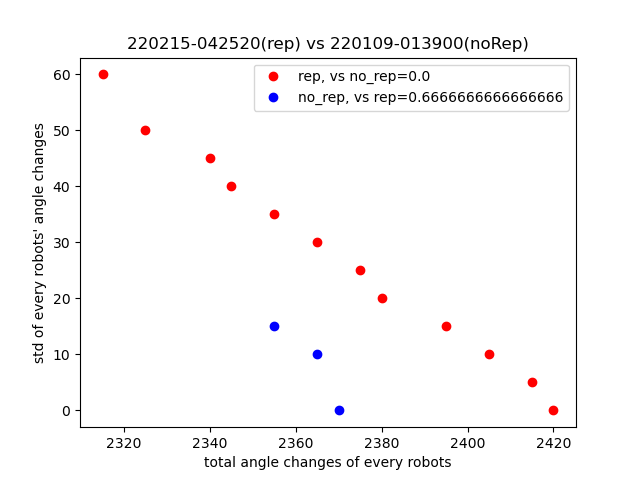 220215-042520(rep) vs 220109-013900(noRep)
rep, vs no_rep=0.0
no_rep, vs rep=0.6666666666666666
std of every robots' angle changes
60
50
40
30
20
10
0
2320 2340 2360 2380 2400 2420
total angle changes of every robots